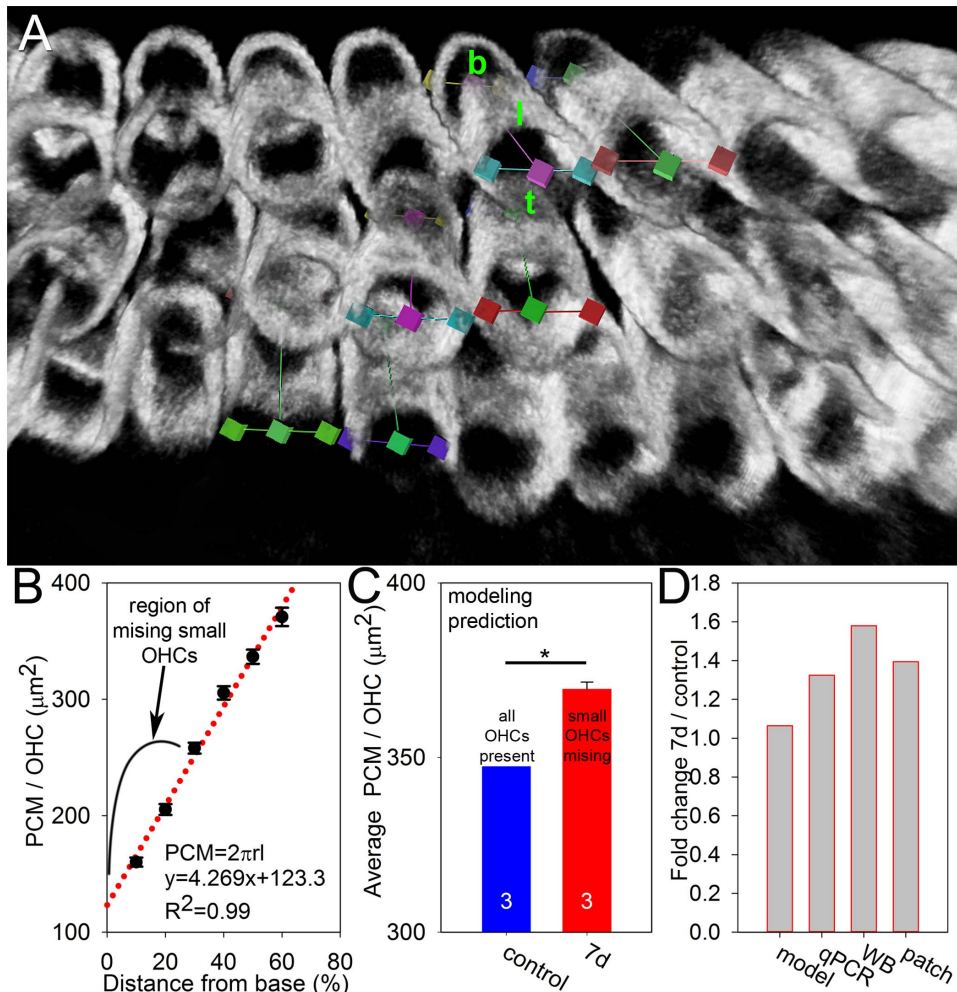 A
b
l
t
B
400
300
200
100
PCM / OHC (μm²)
region of
mising small
OHCs
PCM=2πrl
y=4.269x+123.3
R²=0.99
0 20 40 60 80
Distance from base (%)
C
400
350
300
Average PCM / OHC (μm²)
modeling
prediction
*
all
OHCs
present
small
OHCs
mising
3
3
control
7d
D
1.8
1.6
1.4
1.2
1.0
0.8
0.6
0.4
0.2
0.0
Fold change 7d / control
model
qPCR
WB
patch